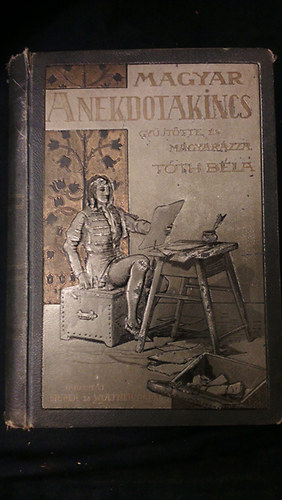 MAGYAR
ANEKDOTAKINCS
GYŰJTÖTTE ÉS
MAGYARÁZZA
TÓTH BÉLA